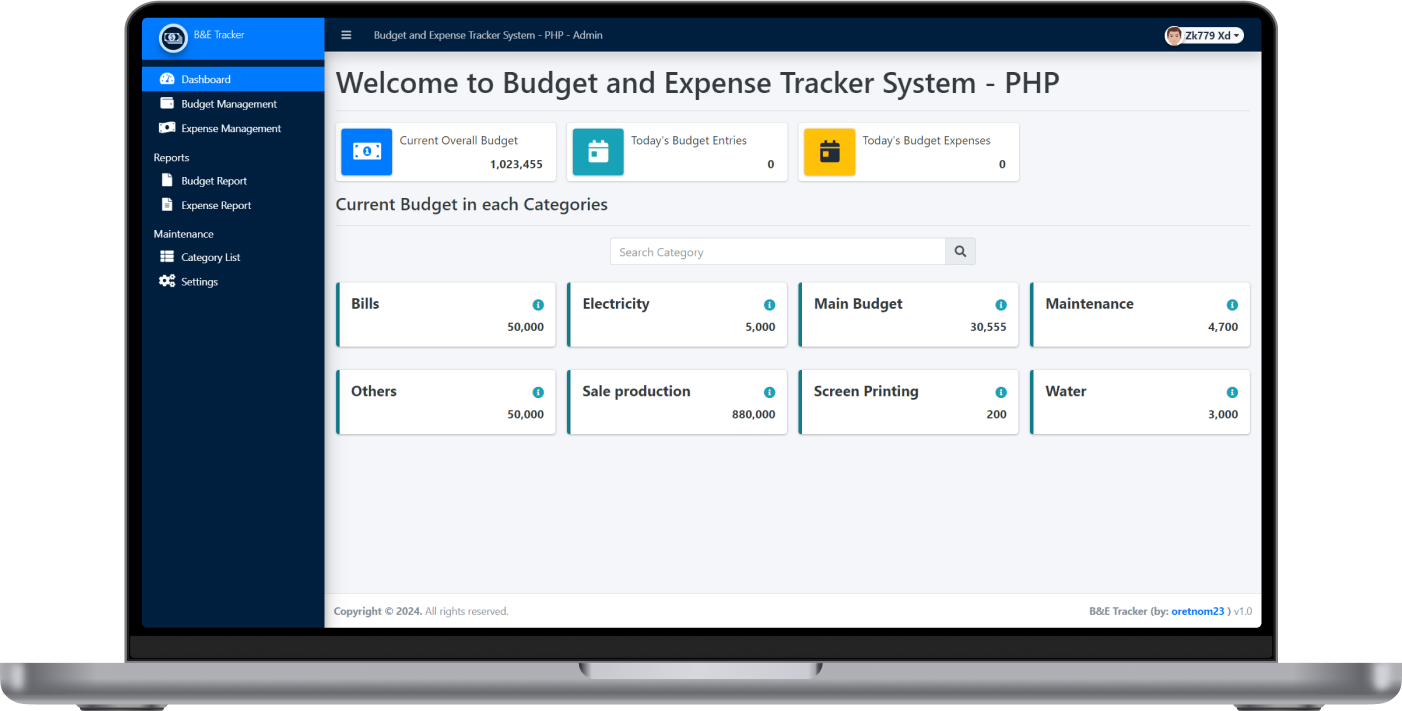 B&E Tracker
Budget and Expense Tracker System - PHP - Admin
Zk779 Xd
Dashboard
Budget Management
Expense Management
Reports
Budget Report
Expense Report
Maintenance
Category List
Settings
Welcome to Budget and Expense Tracker System - PHP
Current Overall Budget
1,023,455
Today's Budget Entries
0
Today's Budget Expenses
0
Current Budget in each Categories
Search Category
Bills
50,000
Electricity
5,000
Main Budget
30,555
Maintenance
4,700
Others
50,000
Sale production
880,000
Screen Printing
200
Water
3,000
Copyright © 2024. All rights reserved.
B&E Tracker (by: oretnom23 ) v1.0